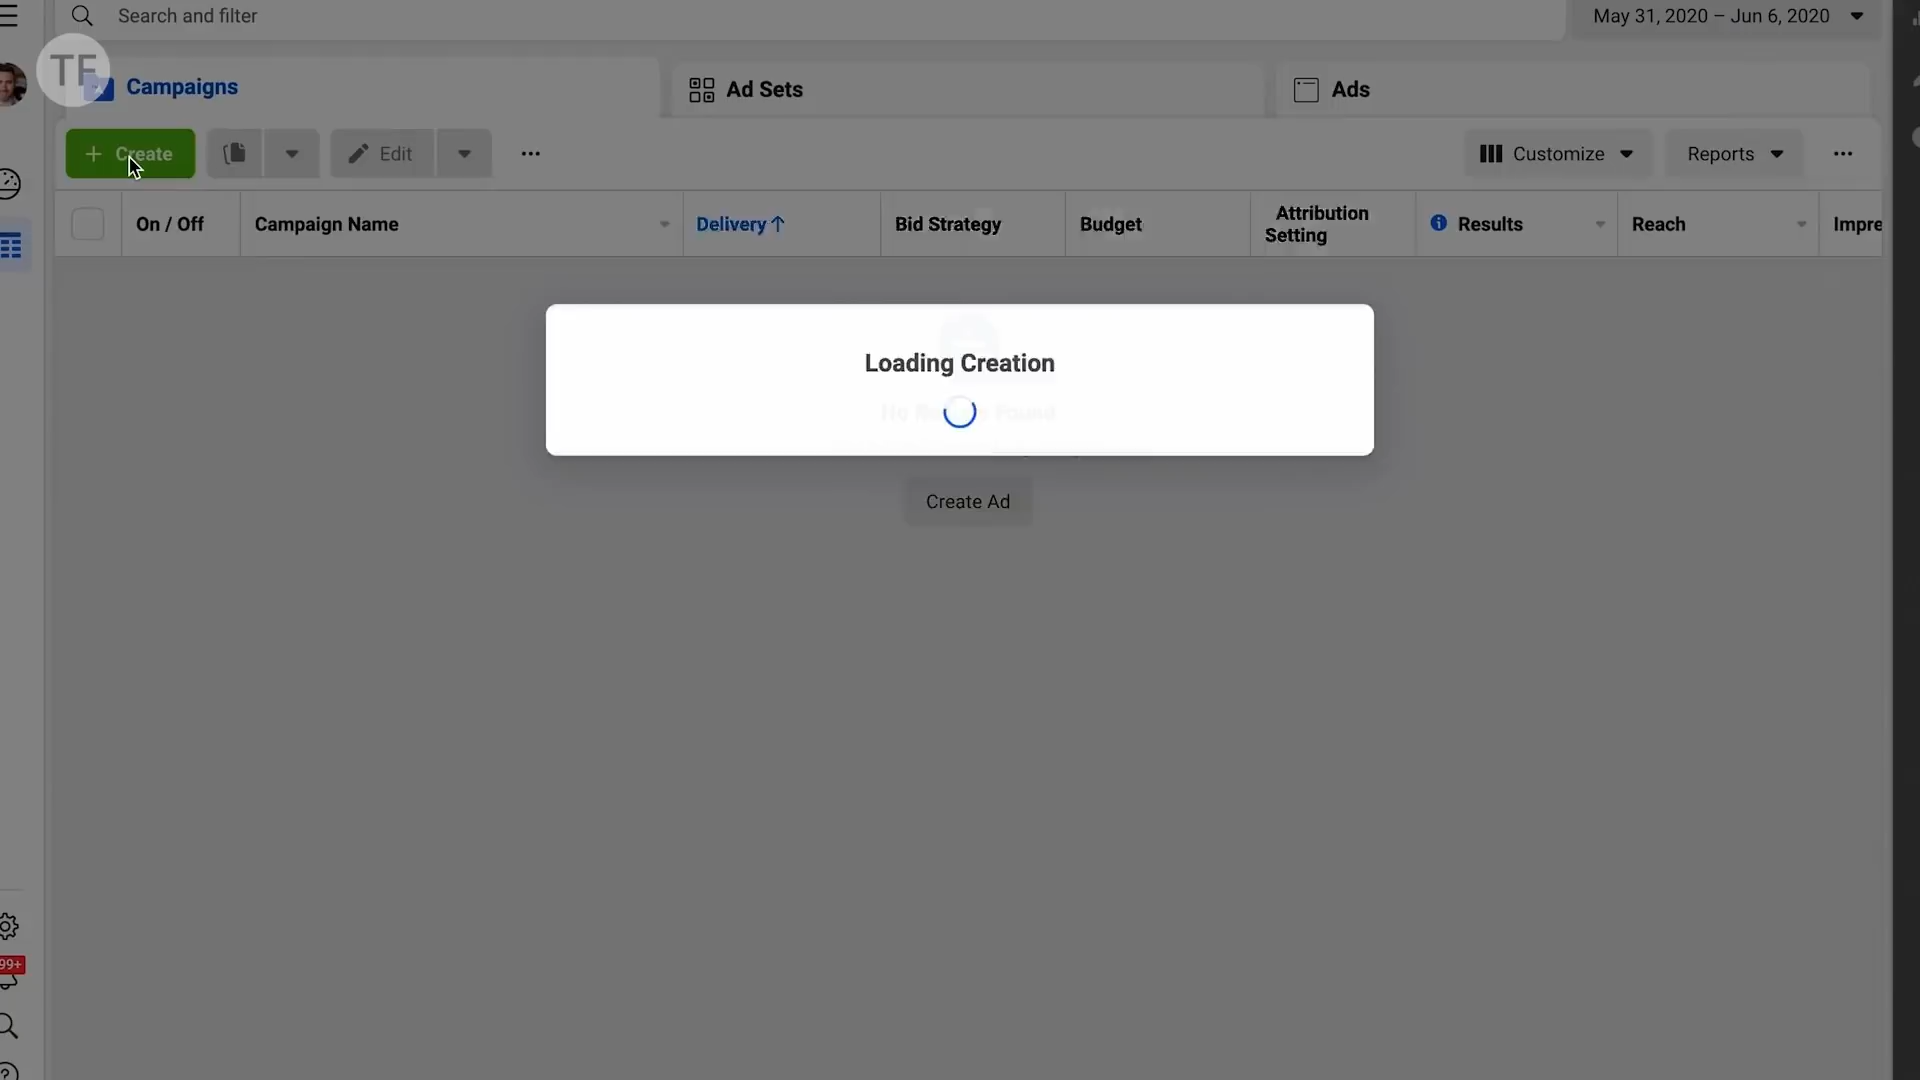 Search and filter
May 31, 2020 – Jun 6, 2020
TF
Campaigns
Ad Sets
Ads
+ Create
Edit
Customize
Reports
On / Off
Campaign Name
Delivery ↑
Bid Strategy
Budget
Attribution
Setting
Results
Reach
Impre
Loading Creation
Create Ad
99+